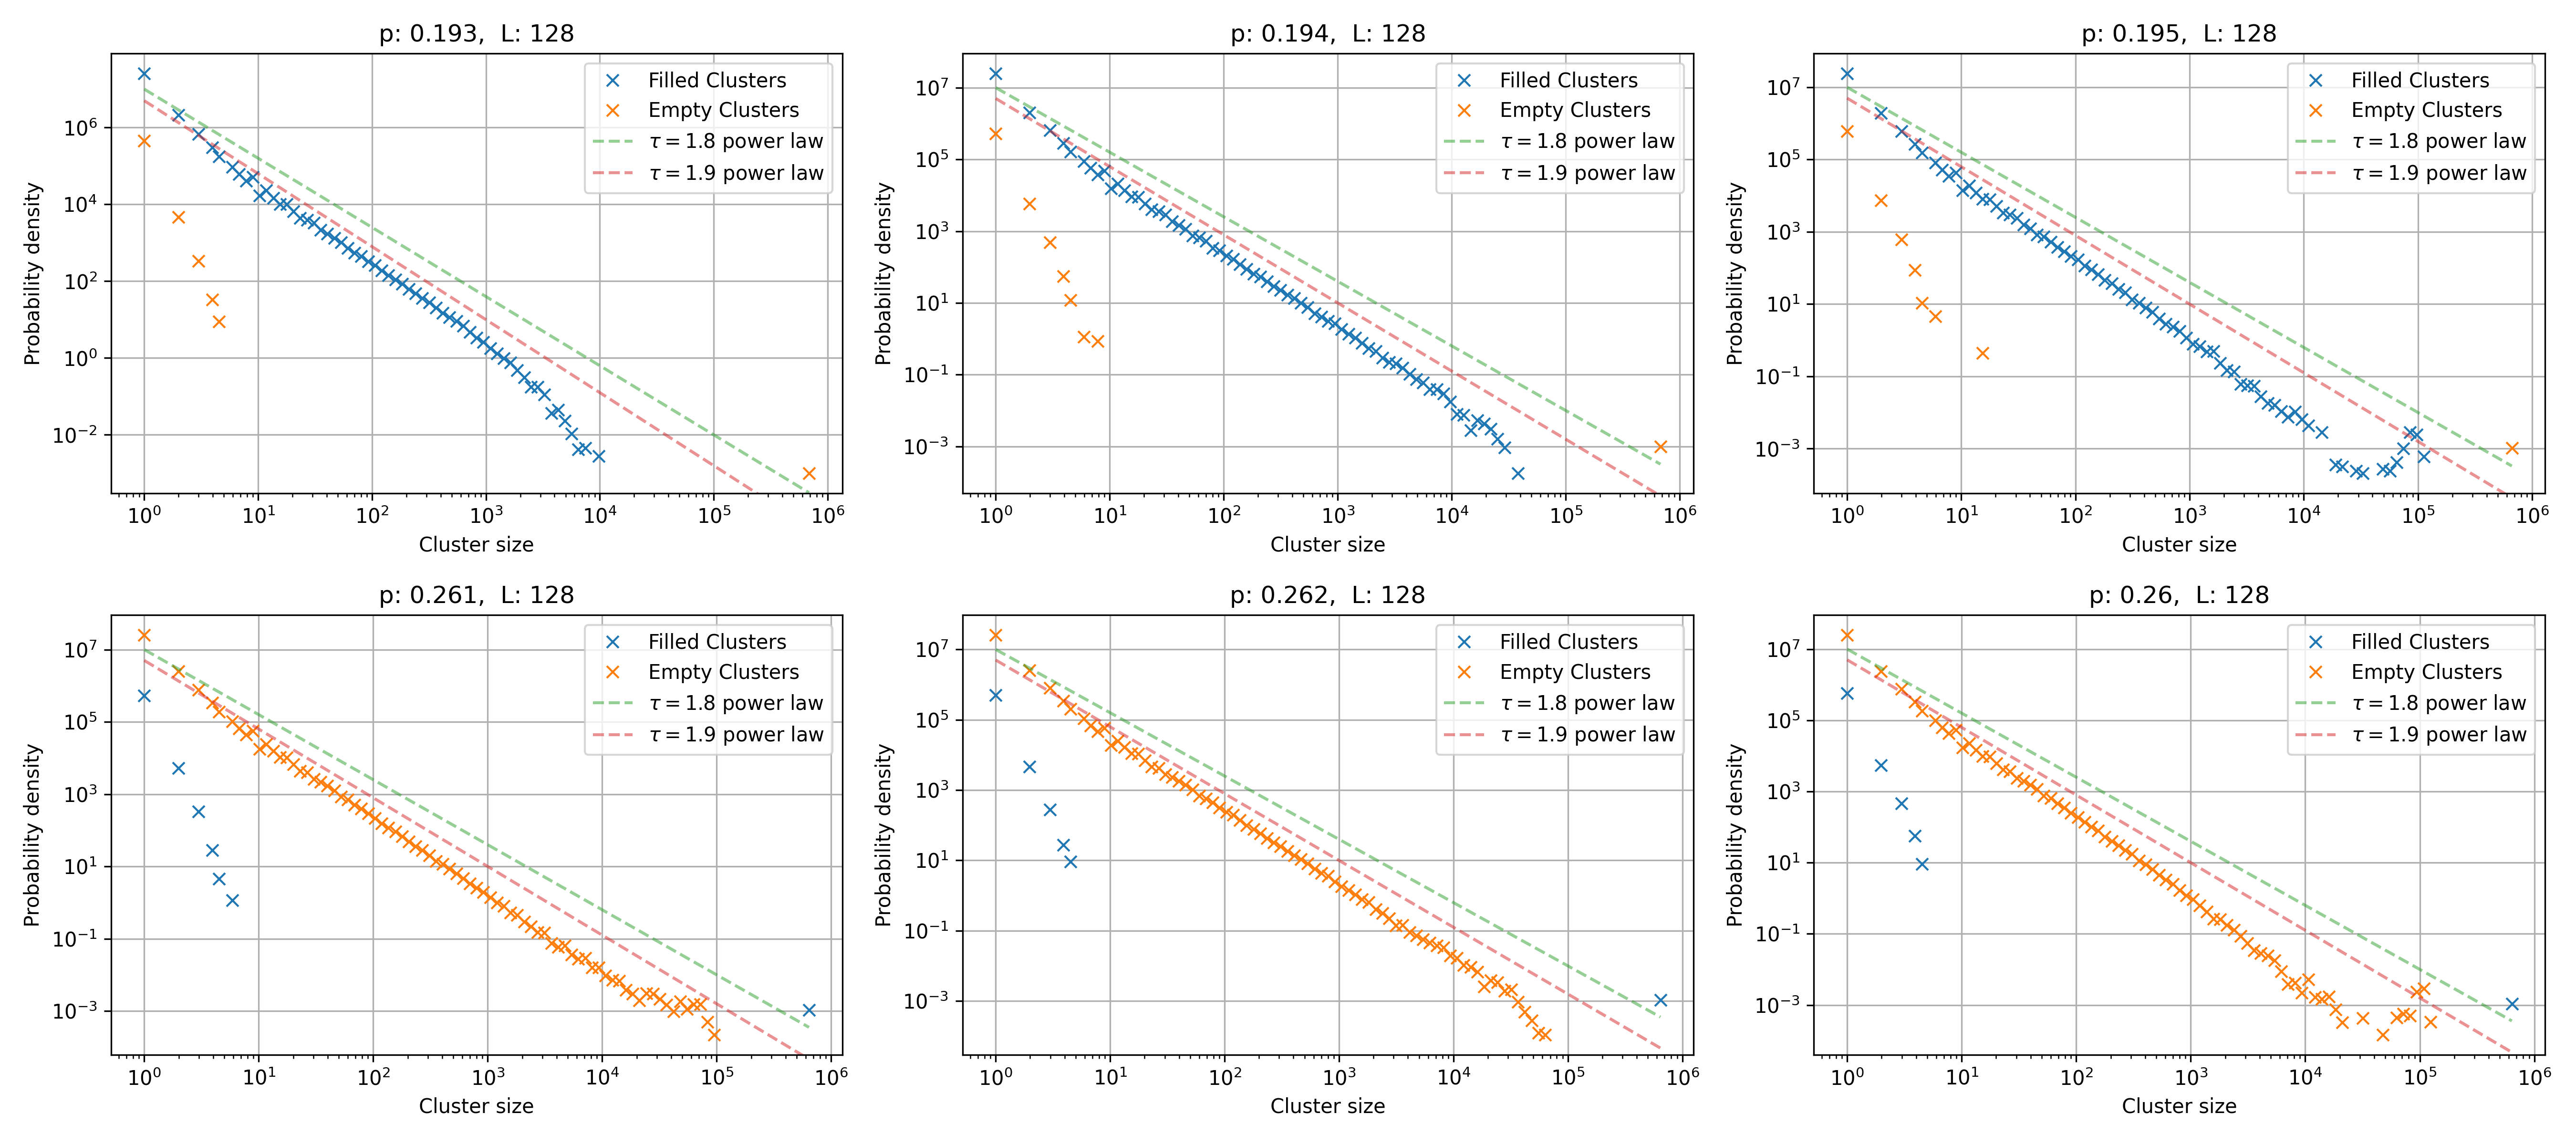 p: 0.193, L: 128
Probability density
10^6
10^4
10^2
10^0
10^-2
Filled Clusters
Empty Clusters
τ = 1.8 power law
τ = 1.9 power law
10^0 10^1 10^2 10^3 10^4 10^5 10^6
Cluster size
p: 0.194, L: 128
Probability density
10^7
10^5
10^3
10^1
10^-1
10^-3
Filled Clusters
Empty Clusters
τ = 1.8 power law
τ = 1.9 power law
10^0 10^1 10^2 10^3 10^4 10^5 10^6
Cluster size
p: 0.195, L: 128
Probability density
10^7
10^5
10^3
10^1
10^-1
10^-3
Filled Clusters
Empty Clusters
τ = 1.8 power law
τ = 1.9 power law
10^0 10^1 10^2 10^3 10^4 10^5 10^6
Cluster size
p: 0.261, L: 128
Probability density
10^7
10^5
10^3
10^1
10^-1
10^-3
Filled Clusters
Empty Clusters
τ = 1.8 power law
τ = 1.9 power law
10^0 10^1 10^2 10^3 10^4 10^5 10^6
Cluster size
p: 0.262, L: 128
Probability density
10^7
10^5
10^3
10^1
10^-1
10^-3
Filled Clusters
Empty Clusters
τ = 1.8 power law
τ = 1.9 power law
10^0 10^1 10^2 10^3 10^4 10^5 10^6
Cluster size
p: 0.26, L: 128
Probability density
10^7
10^5
10^3
10^1
10^-1
10^-3
Filled Clusters
Empty Clusters
τ = 1.8 power law
τ = 1.9 power law
10^0 10^1 10^2 10^3 10^4 10^5 10^6
Cluster size